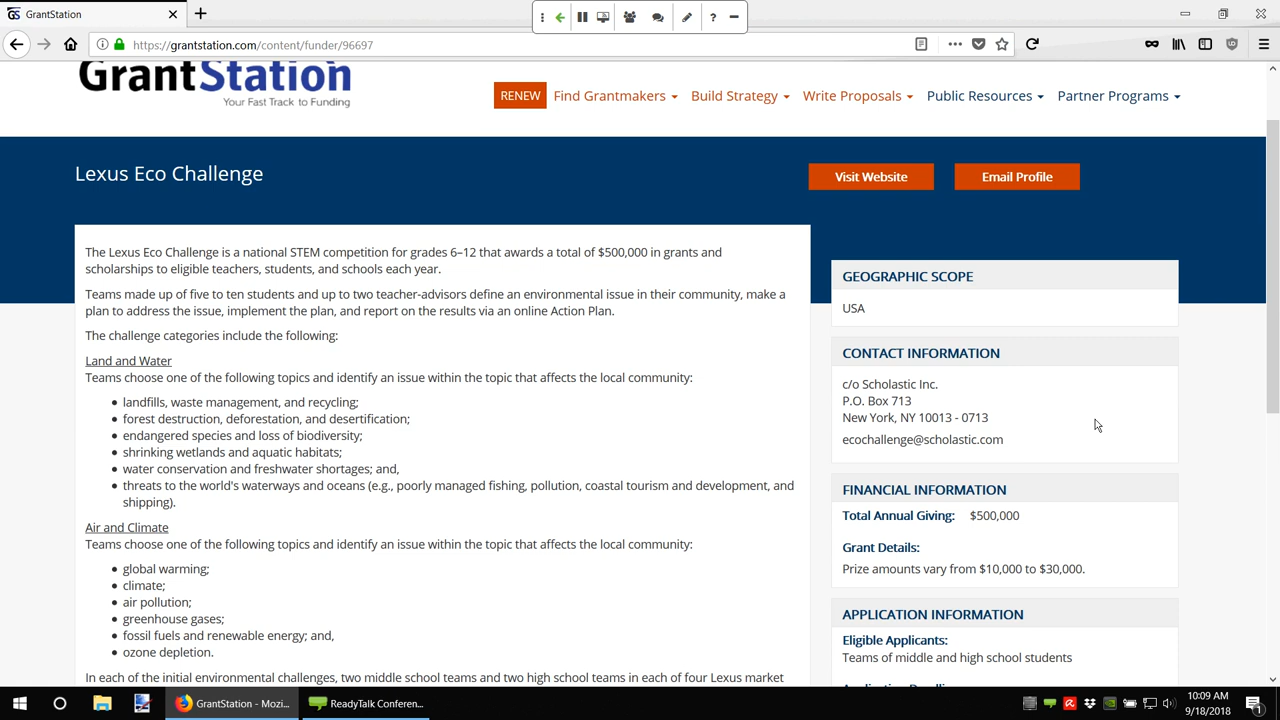 GrantStation
https://grantstation.com/content/funder/96697
GrantStation
Your Fast Track to Funding
RENEW Find Grantmakers Build Strategy Write Proposals Public Resources Partner Programs
Lexus Eco Challenge
Visit Website Email Profile
The Lexus Eco Challenge is a national STEM competition for grades 6–12 that awards a total of $500,000 in grants and
scholarships to eligible teachers, students, and schools each year.
Teams made up of five to ten students and up to two teacher-advisors define an environmental issue in their community, make a
plan to address the issue, implement the plan, and report on the results via an online Action Plan.
The challenge categories include the following:
Land and Water
Teams choose one of the following topics and identify an issue within the topic that affects the local community:
• landfills, waste management, and recycling;
• forest destruction, deforestation, and desertification;
• endangered species and loss of biodiversity;
• shrinking wetlands and aquatic habitats;
• water conservation and freshwater shortages; and,
• threats to the world's waterways and oceans (e.g., poorly managed fishing, pollution, coastal tourism and development, and
shipping).
Air and Climate
Teams choose one of the following topics and identify an issue within the topic that affects the local community:
• global warming;
• climate;
• air pollution;
• greenhouse gases;
• fossil fuels and renewable energy; and,
• ozone depletion.
In each of the initial environmental challenges, two middle school teams and two high school teams in each of four Lexus market
GEOGRAPHIC SCOPE
USA
CONTACT INFORMATION
c/o Scholastic Inc.
P.O. Box 713
New York, NY 10013 - 0713
ecochallenge@scholastic.com
FINANCIAL INFORMATION
Total Annual Giving: $500,000
Grant Details:
Prize amounts vary from $10,000 to $30,000.
APPLICATION INFORMATION
Eligible Applicants:
Teams of middle and high school students
GrantStation - Mozi...
ReadyTalk Conferen...
10:09 AM
9/18/2018